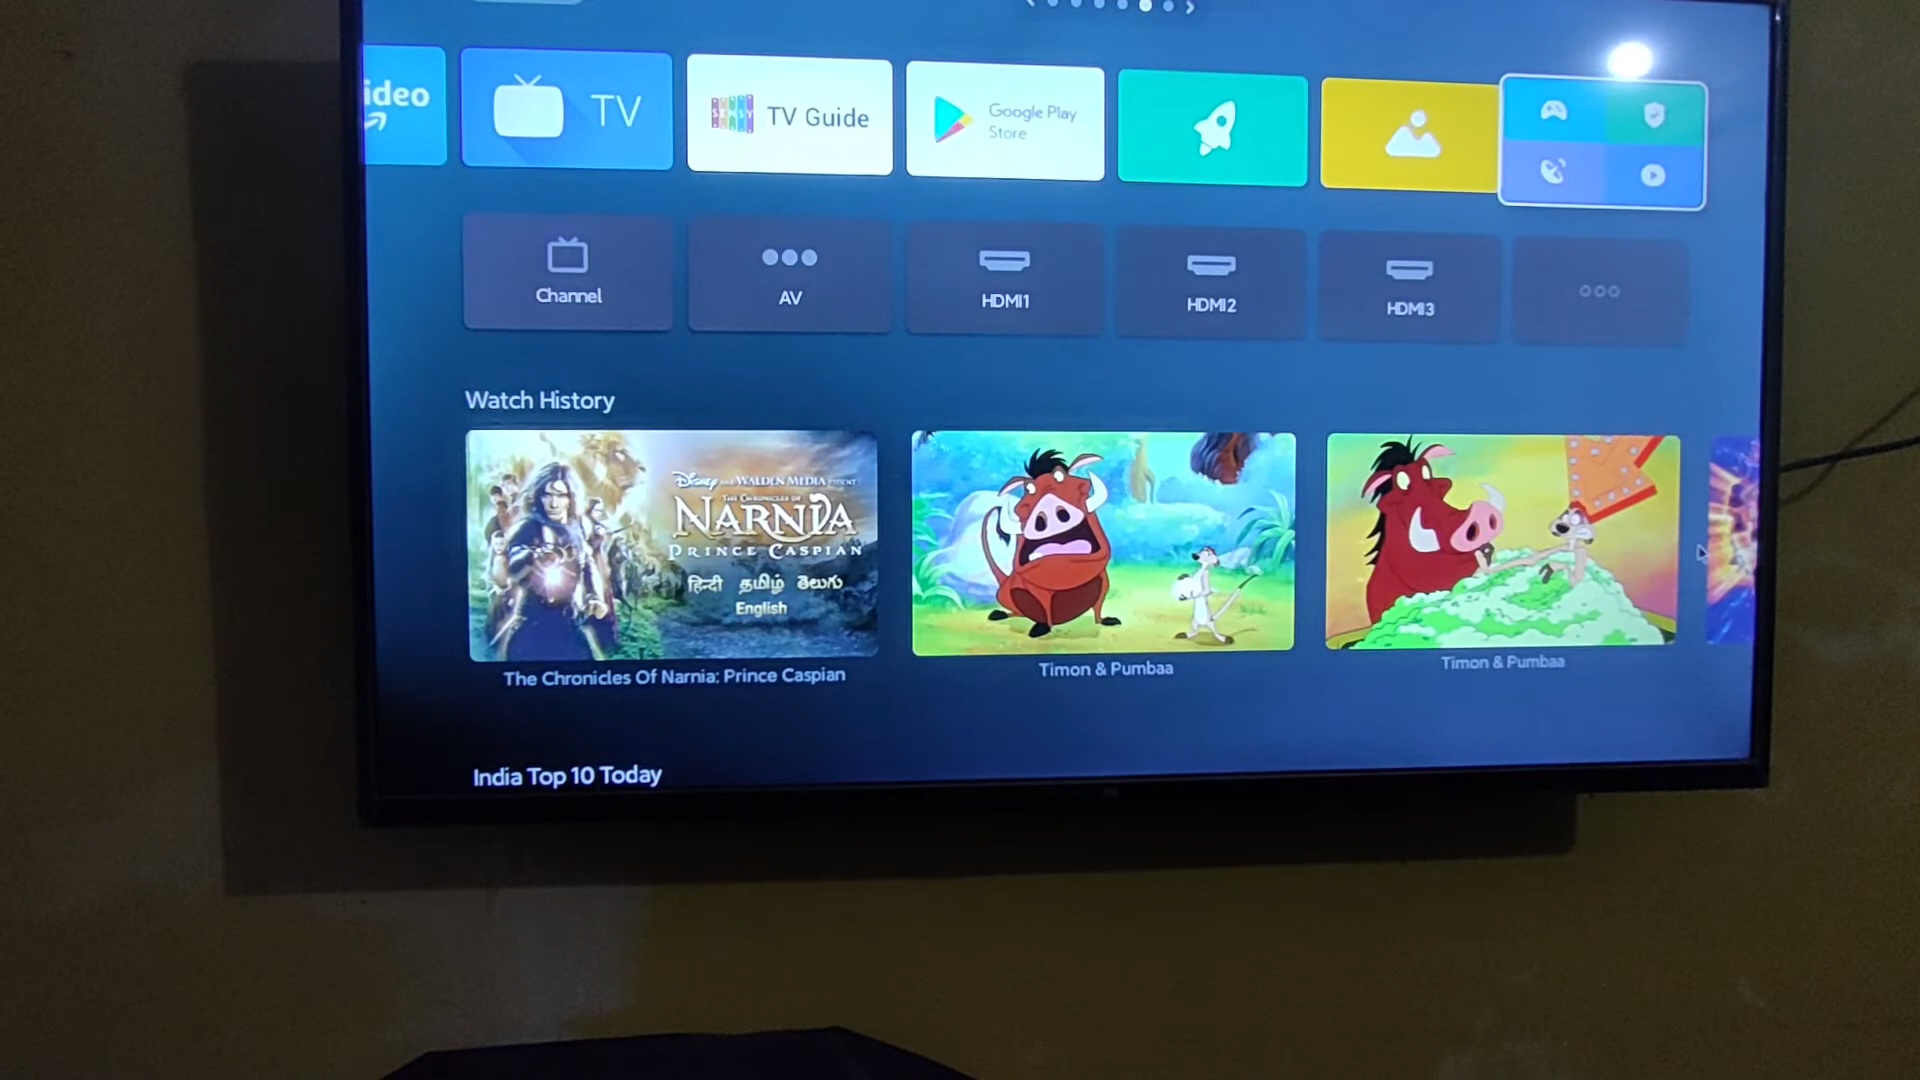 ideo
TV
TV Guide
Google Play
Store
Channel
AV
HDMI1
HDMI2
HDMI3
Watch History
Disney AND WALDEN MEDIA PRESENT
THE CHRONICLES OF
NARNIA
PRINCE CASPIAN
हिन्दी தமிழ் తెలుగు
English
The Chronicles Of Narnia: Prince Caspian
Timon & Pumbaa
Timon & Pumbaa
India Top 10 Today